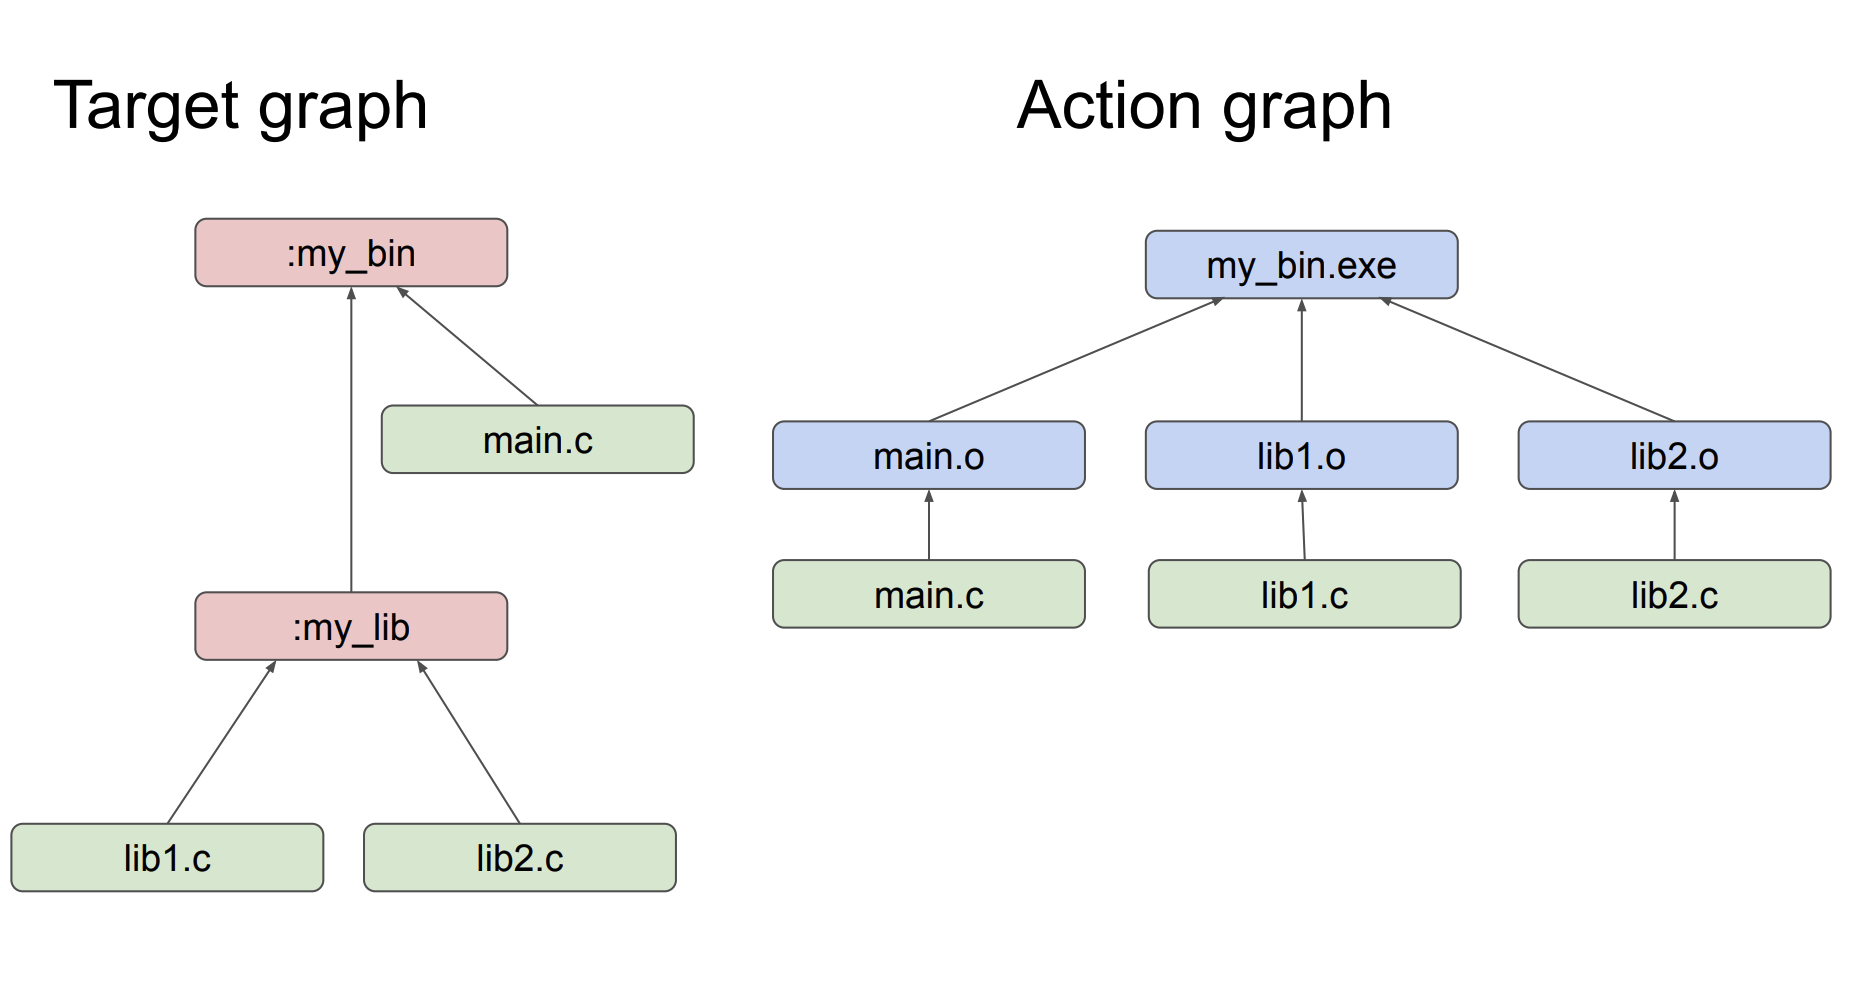 Target graph
:my_bin
main.c
:my_lib
lib1.c
lib2.c
Action graph
my_bin.exe
main.o
lib1.o
lib2.o
main.c
lib1.c
lib2.c